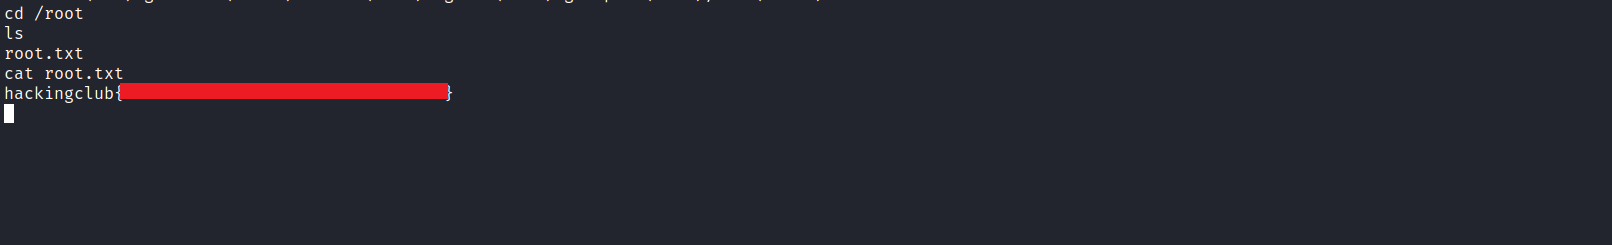 cd /root
ls
root.txt
cat root.txt
hackingclub{}